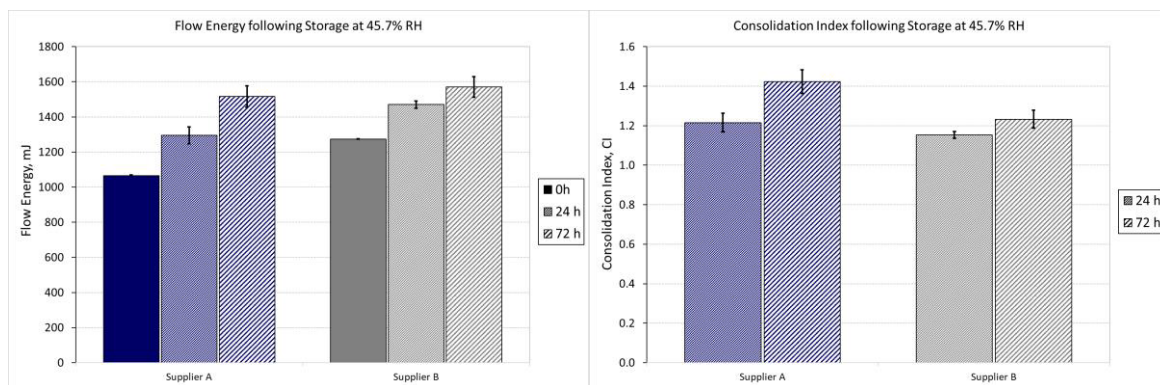 Flow Energy following Storage at 45.7% RH
1800
1600
1400
1200
1000
800
600
400
200
0
Flow Energy, mJ
Supplier A
Supplier B
0h
24 h
72 h
Consolidation Index following Storage at 45.7% RH
1.6
1.4
1.2
1.0
0.8
0.6
0.4
0.2
0.0
Consolidation Index, CI
Supplier A
Supplier B
24 h
72 h